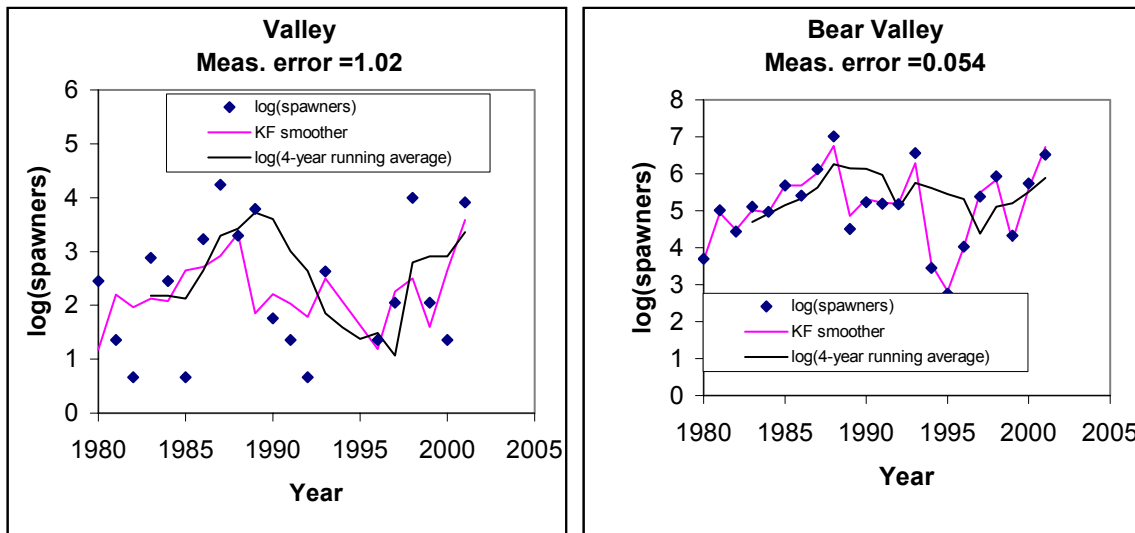 Valley
Meas. error =1.02
6
5
4
3
2
1
0
log(spawners)
log(spawners)
KF smoother
log(4-year running average)
1980 1985 1990 1995 2000 2005
Year
Bear Valley
Meas. error =0.054
8
7
6
5
4
3
2
1
0
log(spawners)
log(spawners)
KF smoother
log(4-year running average)
1980 1985 1990 1995 2000 2005
Year